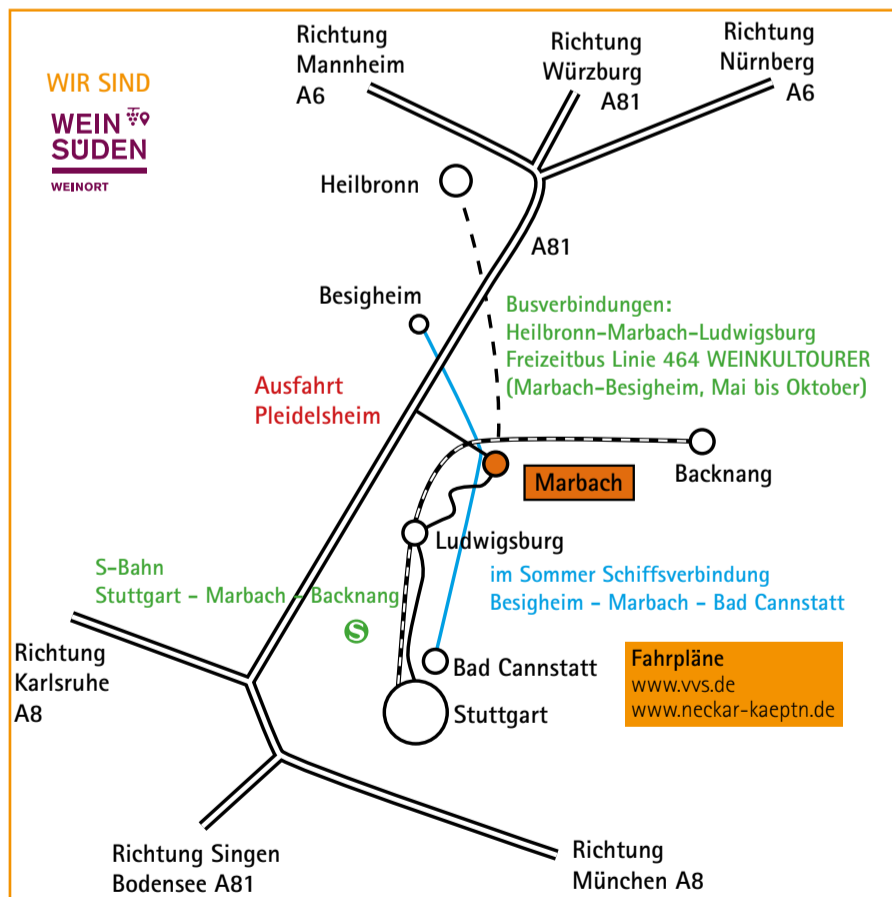 Richtung
Mannheim
A6
Richtung
Würzburg
A81
Richtung
Nürnberg
A6
WIR SIND
WEIN
SÜDEN
WEINORT
Heilbronn
A81
Besigheim
Busverbindungen:
Heilbronn-Marbach-Ludwigsburg
Freizeitbus Linie 464 WEINKULTOURER
(Marbach-Besigheim, Mai bis Oktober)
Ausfahrt
Pleidelsheim
Marbach
Backnang
Ludwigsburg
S-Bahn
Stuttgart - Marbach - Backnang
S
im Sommer Schiffsverbindung
Besigheim - Marbach - Bad Cannstatt
Richtung
Karlsruhe
A8
Bad Cannstatt
Stuttgart
Fahrpläne
www.vvs.de
www.neckar-kaeptn.de
Richtung Singen
Bodensee A81
Richtung
München A8